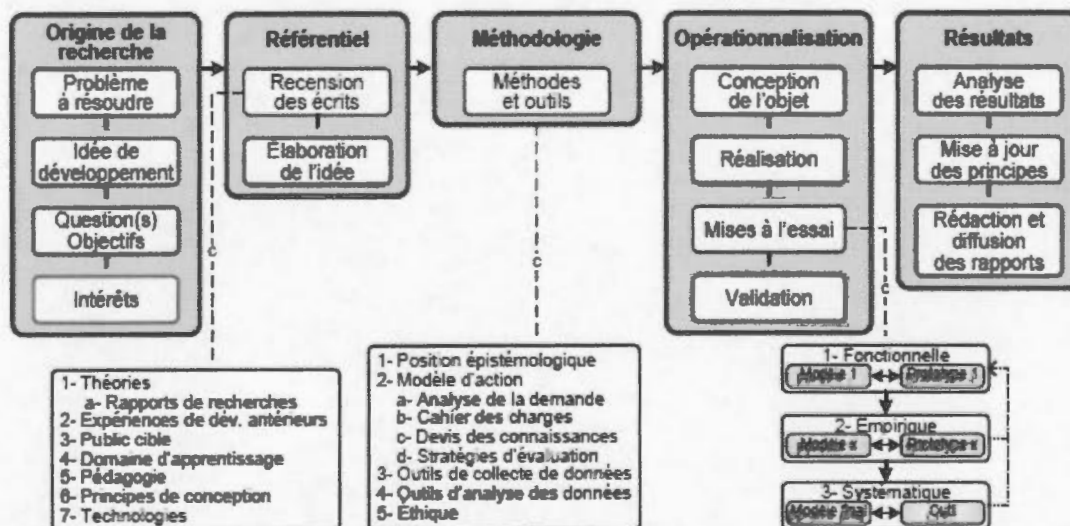 Origine de la
recherche
Problème
à résoudre
Idée de
développement
Question(s)
Objectifs
Intérêts
Référentiel
Recension
des écrits
Élaboration
de l'idée
Méthodologie
Méthodes
et outils
Opérationnalisation
Conception
de l'objet
Réalisation
Mises à l'essai
Validation
Résultats
Analyse
des résultats
Mise à jour
des principes
Rédaction et
diffusion
des rapports
c
c
c
1- Théories
a- Rapports de recherches
2- Expériences de dév. antérieurs
3- Public cible
4- Domaine d'apprentissage
5- Pédagogie
6- Principes de conception
7- Technologies
1- Position épistémologique
2- Modèle d'action
a- Analyse de la demande
b- Cahier des charges
c- Devis des connaissances
d- Stratégies d'évaluation
3- Outils de collecte de données
4- Outils d'analyse des données
5- Éthique
1- Fonctionnelle
Modèle 1
Prototype 1
2- Empirique
Modèle x
Prototype x
3- Systématique
Modèle final
Outil